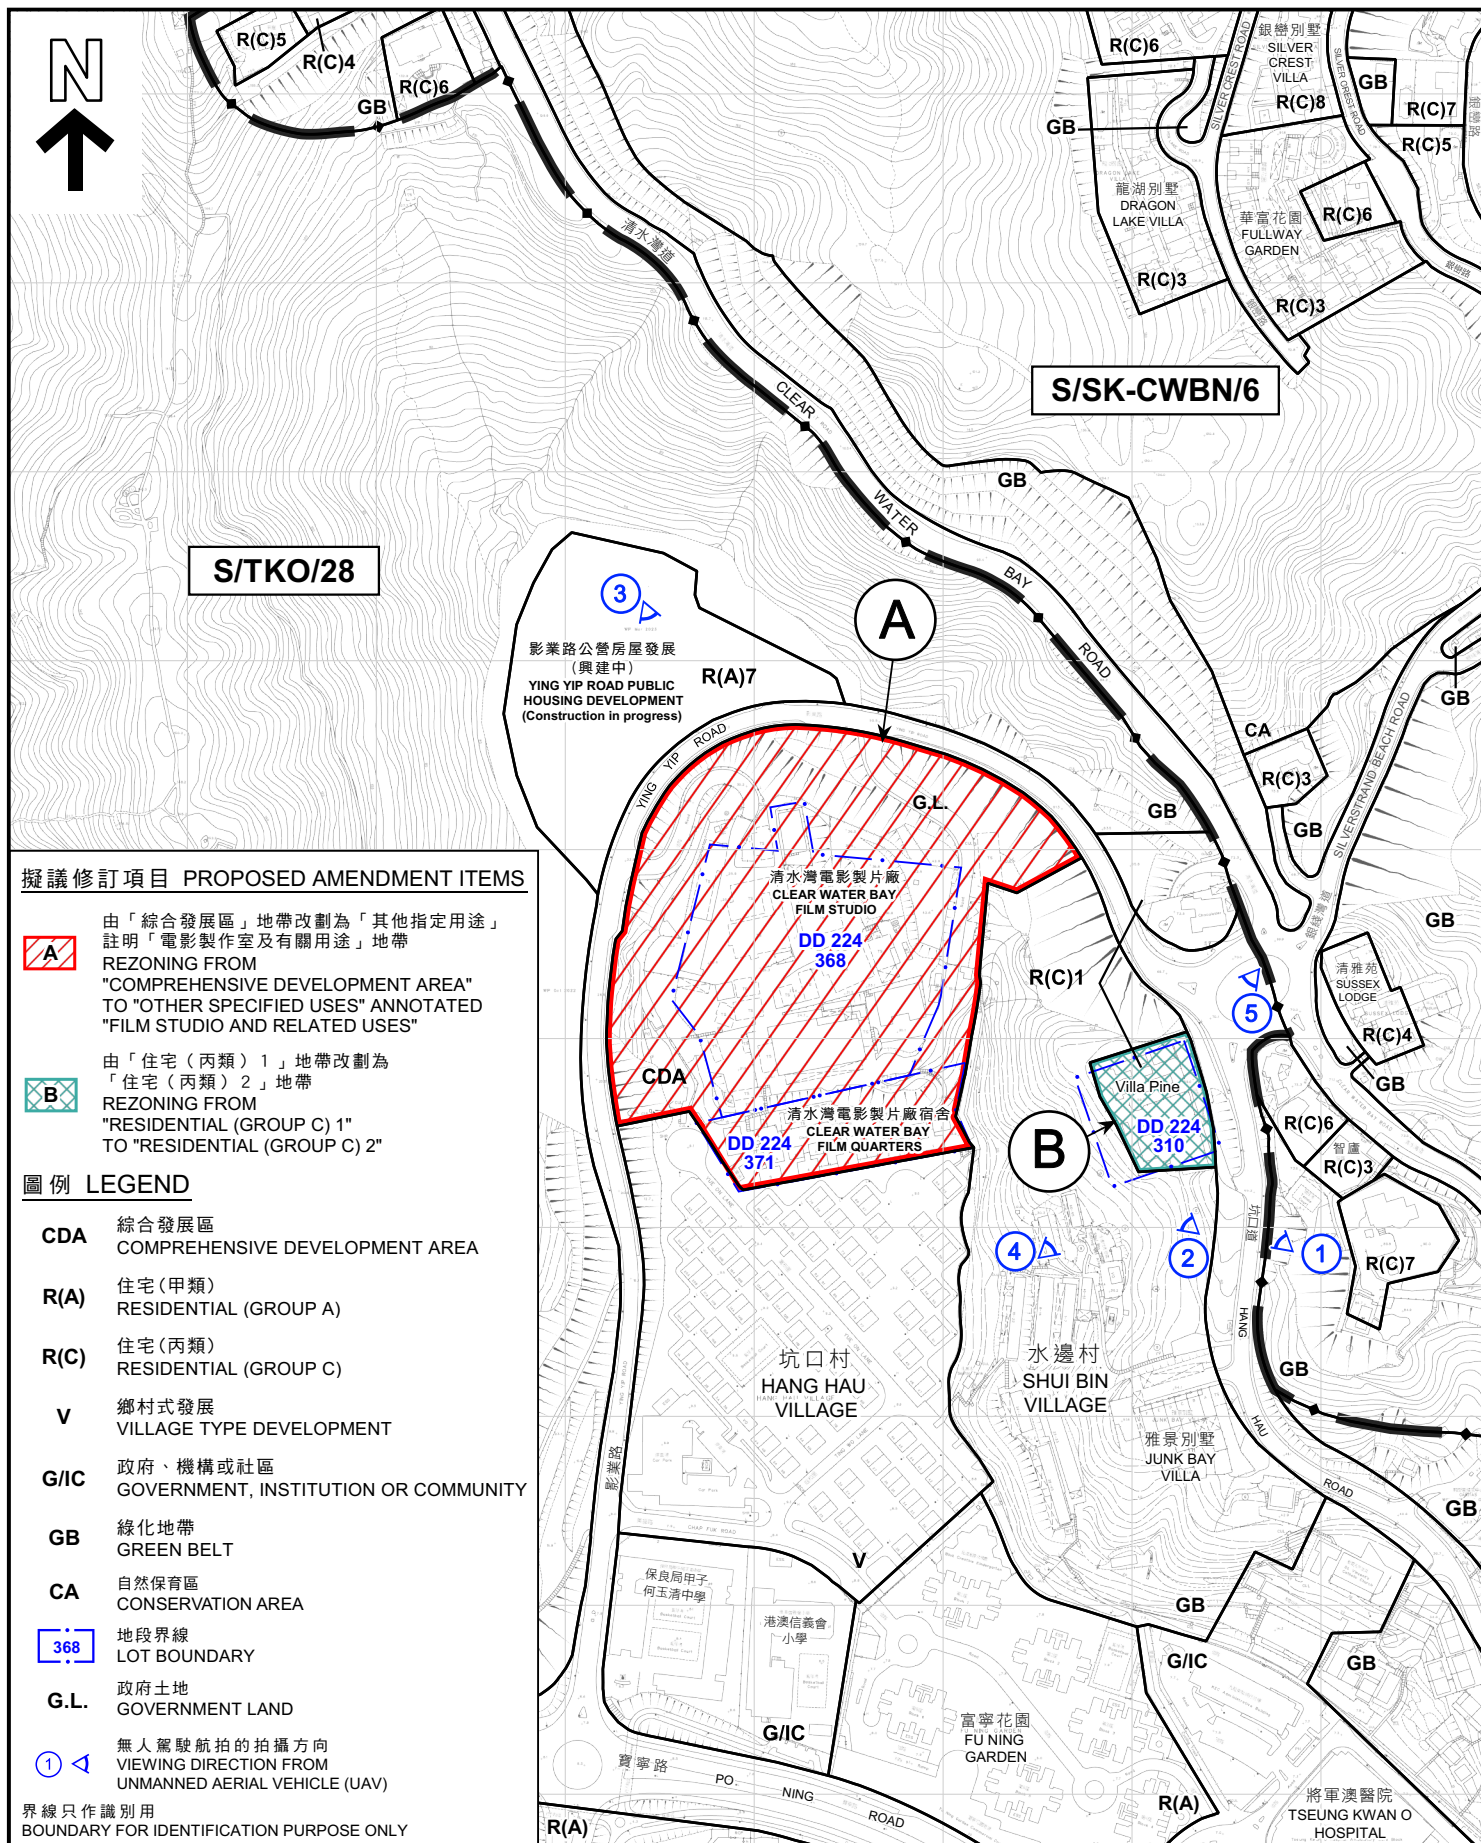 N
R(C)5
R(C)4
R(C)6
GB
清水灣道
CLEAR
WATER
BAY
ROAD
R(C)6
銀巒別墅
SILVER
CREST
VILLA
R(C)8
SILVER CREST ROAD
SILVER CREST ROAD
GB
R(C)7
R(C)5
銀巒路
GB
龍湖別墅
DRAGON
LAKE VILLA
R(C)3
華富花園
FULLWAY
GARDEN
R(C)6
R(C)3
銀巒路
銀巒路
S/SK-CWBN/6
GB
S/TKO/28
3
影業路公營房屋發展
(興建中)
YING YIP ROAD PUBLIC
HOUSING DEVELOPMENT
(Construction in progress)
R(A)7
A
YING YIP ROAD
G.L.
GB
CA
R(C)3
GB
GB
SILVERSTRAND BEACH ROAD
銀綫灣道
GB
清水灣電影製片廠
CLEAR WATER BAY
FILM STUDIO
DD 224
368
R(C)1
5
清雅苑
SUSSEX
LODGE
R(C)4
GB
CDA
清水灣電影製片廠宿舍
CLEAR WATER BAY
FILM QUARTERS
DD 224
371
Villa Pine
DD 224
310
B
R(C)6
智廬
R(C)3
R(C)7
4
2
1
坑口道
HANG
HAU
ROAD
坑口村
HANG HAU
VILLAGE
水邊村
SHUI BIN
VILLAGE
雅景別墅
JUNK BAY
VILLA
GB
GB
影業路
CHAP FUK ROAD
V
保良局甲子
何玉清中學
港澳信義會
小學
G/IC
GB
G/IC
GB
富寧花園
FU NING
GARDEN
寶寧路
PO NING ROAD
R(A)
R(A)
將軍澳醫院
TSEUNG KWAN O
HOSPITAL
擬議修訂項目 PROPOSED AMENDMENT ITEMS
A
由「綜合發展區」地帶改劃為「其他指定用途」
註明「電影製作室及有關用途」地帶
REZONING FROM
"COMPREHENSIVE DEVELOPMENT AREA"
TO "OTHER SPECIFIED USES" ANNOTATED
"FILM STUDIO AND RELATED USES"
B
由「住宅(丙類)1」地帶改劃為
「住宅(丙類)2」地帶
REZONING FROM
"RESIDENTIAL (GROUP C) 1"
TO "RESIDENTIAL (GROUP C) 2"
圖例 LEGEND
CDA
綜合發展區
COMPREHENSIVE DEVELOPMENT AREA
R(A)
住宅(甲類)
RESIDENTIAL (GROUP A)
R(C)
住宅(丙類)
RESIDENTIAL (GROUP C)
V
鄉村式發展
VILLAGE TYPE DEVELOPMENT
G/IC
政府、機構或社區
GOVERNMENT, INSTITUTION OR COMMUNITY
GB
綠化地帶
GREEN BELT
CA
自然保育區
CONSERVATION AREA
368
地段界線
LOT BOUNDARY
G.L.
政府土地
GOVERNMENT LAND
1
無人駕駛航拍的拍攝方向
VIEWING DIRECTION FROM
UNMANNED AERIAL VEHICLE (UAV)
界線只作識別用
BOUNDARY FOR IDENTIFICATION PURPOSE ONLY